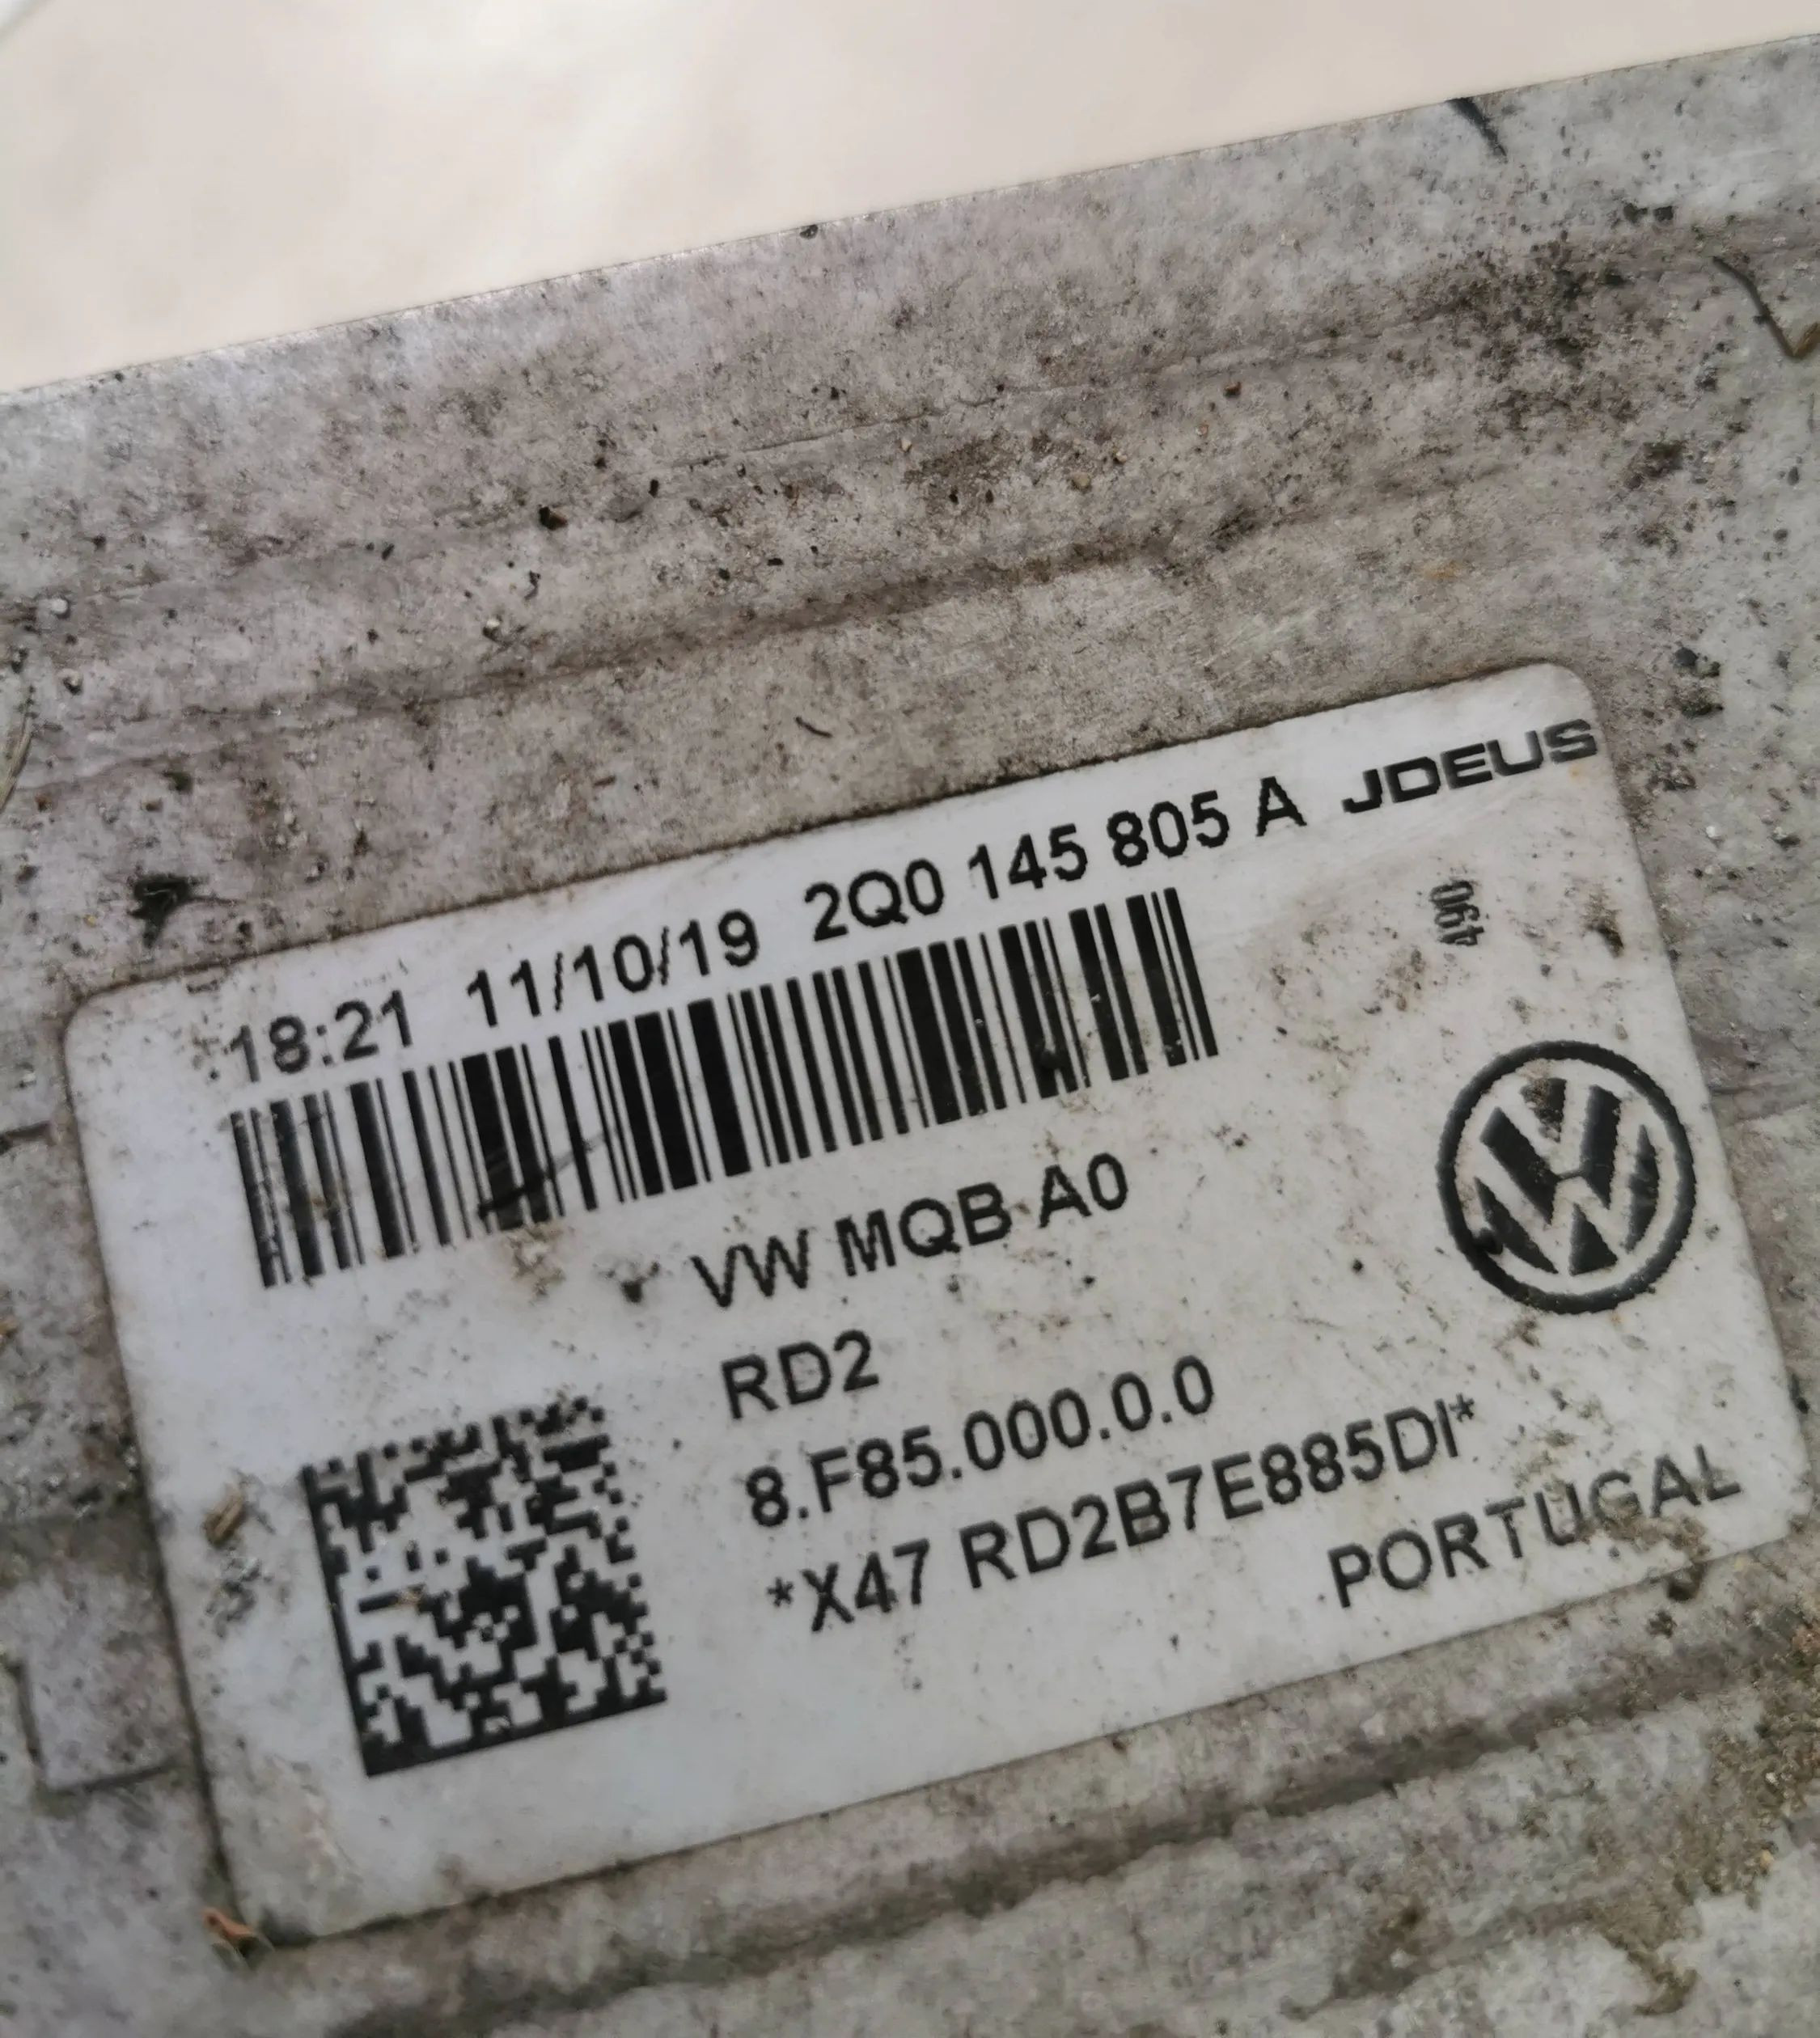 18:21 11/10/19 2Q0 145 805 A JDEUS
490
VW MQB A0
RD2
8.F85.000.0.0
*X47 RD2B7E885DI*
PORTUGAL